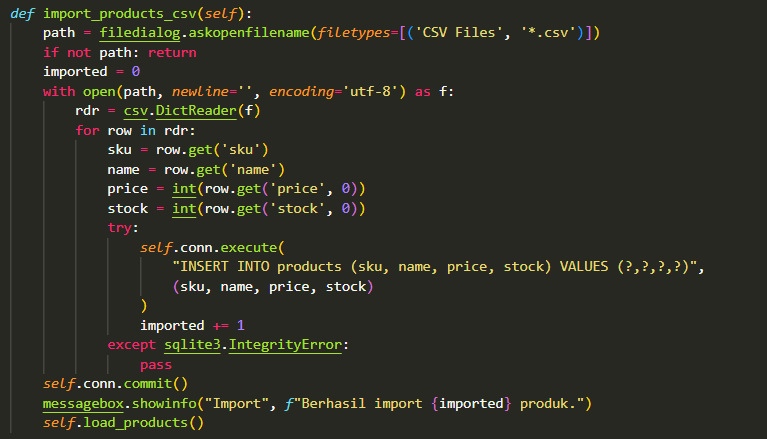 def import_products_csv(self):
    path = filedialog.askopenfilename(filetypes=[('CSV Files', '*.csv')])
    if not path: return
    imported = 0
    with open(path, newline='', encoding='utf-8') as f:
        rdr = csv.DictReader(f)
        for row in rdr:
            sku = row.get('sku')
            name = row.get('name')
            price = int(row.get('price', 0))
            stock = int(row.get('stock', 0))
            try:
                self.conn.execute(
                    "INSERT INTO products (sku, name, price, stock) VALUES (?,?,?,?)",
                    (sku, name, price, stock)
                )
                imported += 1
            except sqlite3.IntegrityError:
                pass
    self.conn.commit()
    messagebox.showinfo("Import", f"Berhasil import {imported} produk.")
    self.load_products()